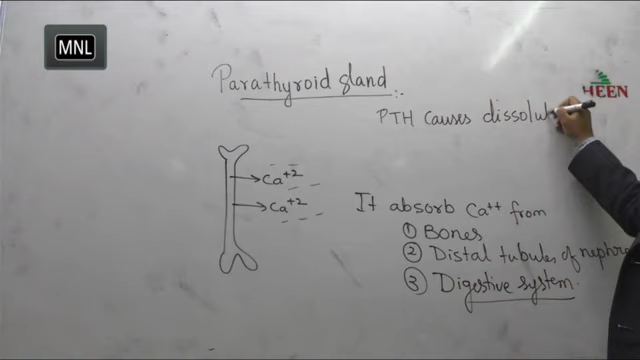 MNL
Parathyroid gland
HEEN
PTH causes dissolut
Ca+2
Ca+2
It absorb Ca++ from
① Bones
② Distal tubules of nephro
③ Digestive system.